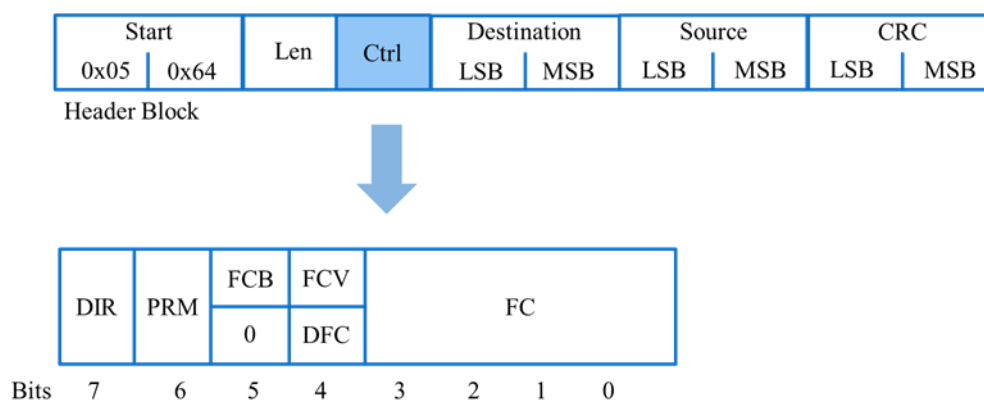 Start Len Ctrl Destination Source CRC
0x05 0x64 LSB MSB LSB MSB LSB MSB
Header Block
DIR PRM FCB FCV FC
0 DFC
Bits 7 6 5 4 3 2 1 0